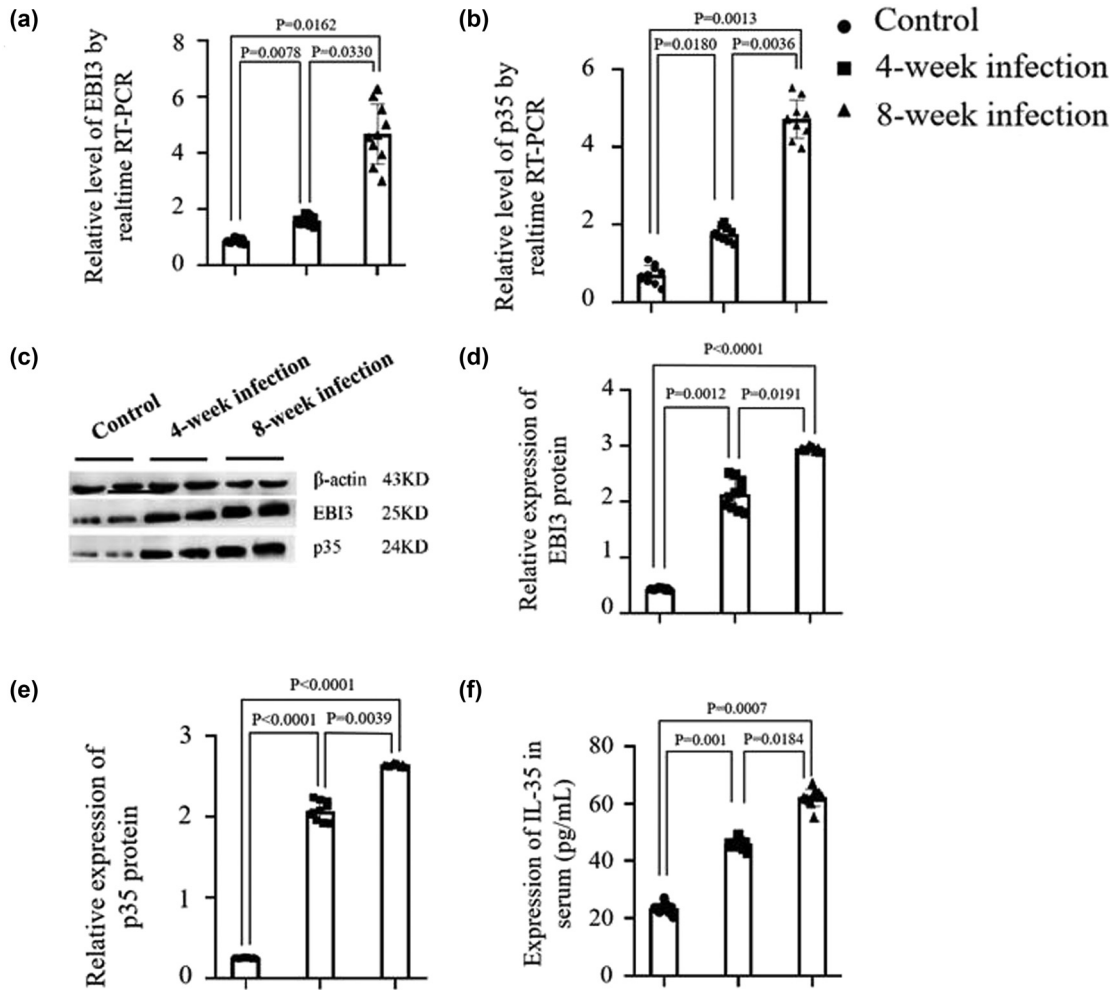 (a)
Relative level of EBI3 by
realtime RT-PCR
P=0.0162
P=0.0078
P=0.0330
8
6
4
2
0
(b)
Relative level of p35 by
realtime RT-PCR
P=0.0013
P=0.0180
P=0.0036
6
4
2
0
Control
4-week infection
8-week infection
(c)
Control
4-week infection
8-week infection
β-actin 43KD
EBI3 25KD
p35 24KD
(d)
Relative expression of
EBI3 protein
P<0.0001
P=0.0012
P=0.0191
4
3
2
1
0
(e)
Relative expression of
p35 protein
P<0.0001
P<0.0001
P=0.0039
3
2
1
0
(f)
Expression of IL-35 in
serum (pg/mL)
P=0.0007
P=0.001
P=0.0184
80
60
40
20
0